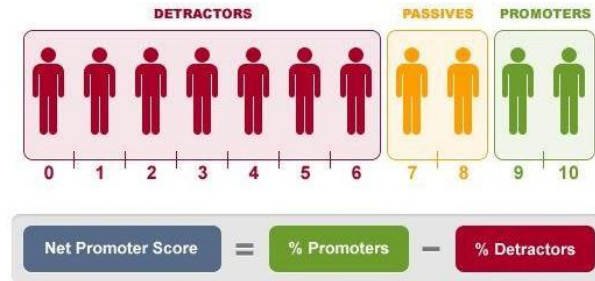 DETRACTORS PASSIVES PROMOTERS
0 1 2 3 4 5 6 7 8 9 10
Net Promoter Score = % Promoters − % Detractors